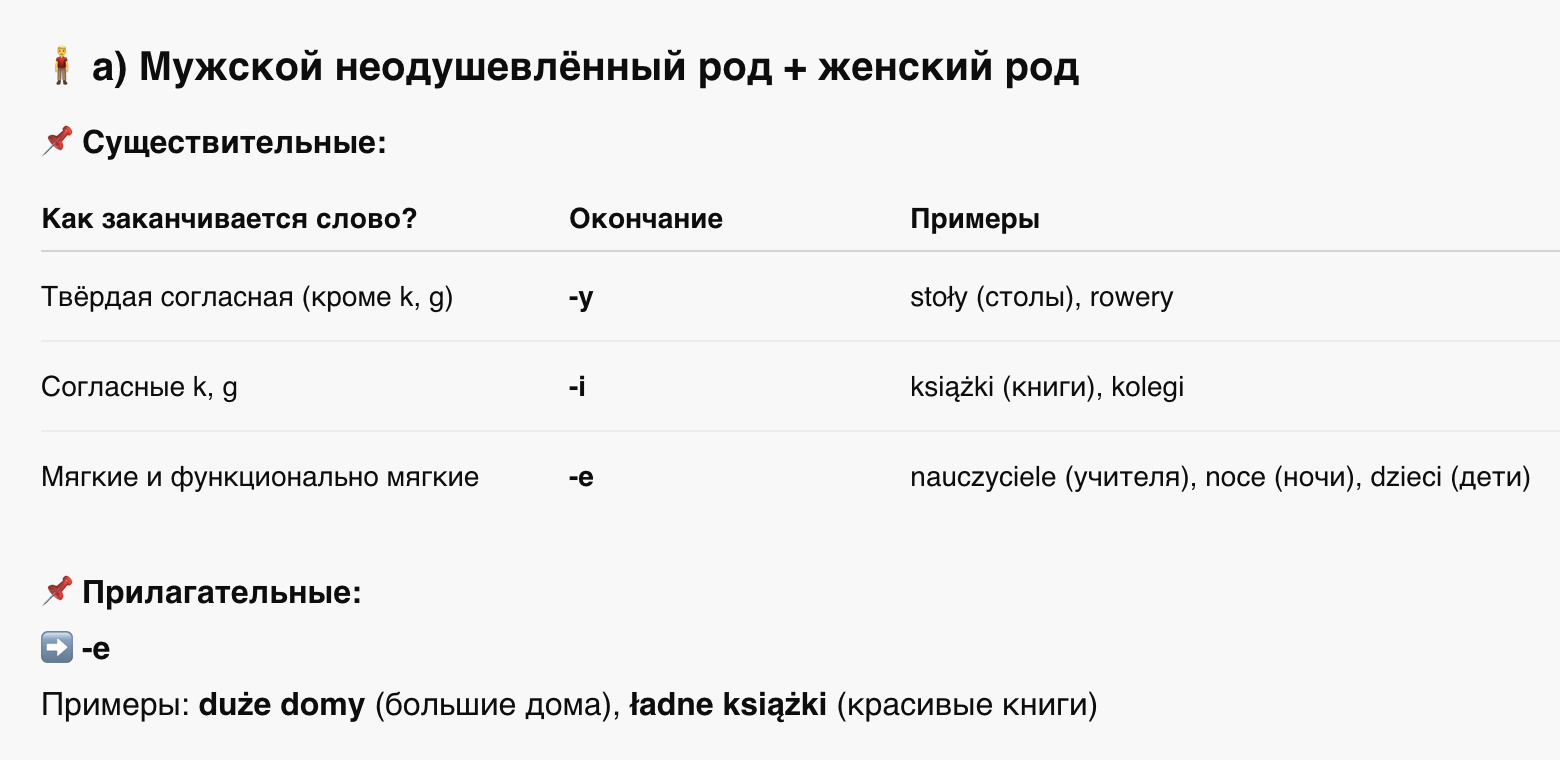 🧍 а) Мужской неодушевлённый род + женский род
📌 Существительные:
Как заканчивается слово? Окончание Примеры
Твёрдая согласная (кроме k, g) -y stoły (столы), rowery
Согласные k, g -i książki (книги), kolegi
Мягкие и функционально мягкие -e nauczyciele (учителя), noce (ночи), dzieci (дети)
📌 Прилагательные:
➡️ -e
Примеры: duże domy (большие дома), ładne książki (красивые книги)